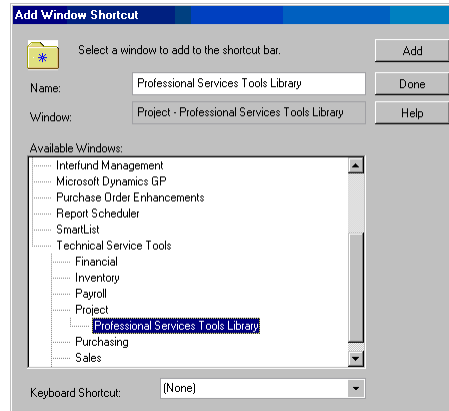 Add Window Shortcut
Select a window to add to the shortcut bar.
Add
Name:
Professional Services Tools Library
Done
Window:
Project - Professional Services Tools Library
Help
Available Windows:
Interfund Management
Microsoft Dynamics GP
Purchase Order Enhancements
Report Scheduler
SmartList
Technical Service Tools
Financial
Inventory
Payroll
Project
Professional Services Tools Library
Purchasing
Sales
Keyboard Shortcut:
(None)